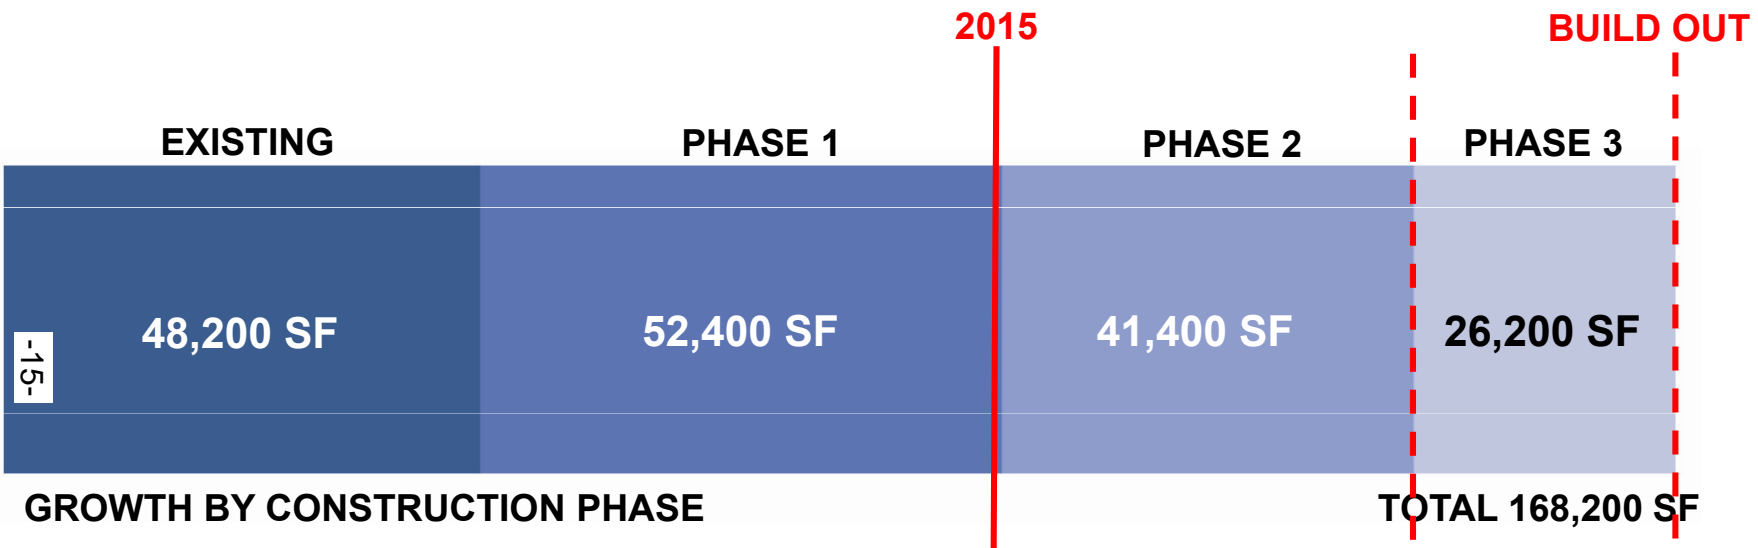 2015
BUILD OUT
EXISTING
PHASE 1
PHASE 2
PHASE 3
48,200 SF
52,400 SF
41,400 SF
26,200 SF
-15-
GROWTH BY CONSTRUCTION PHASE
TOTAL 168,200 SF